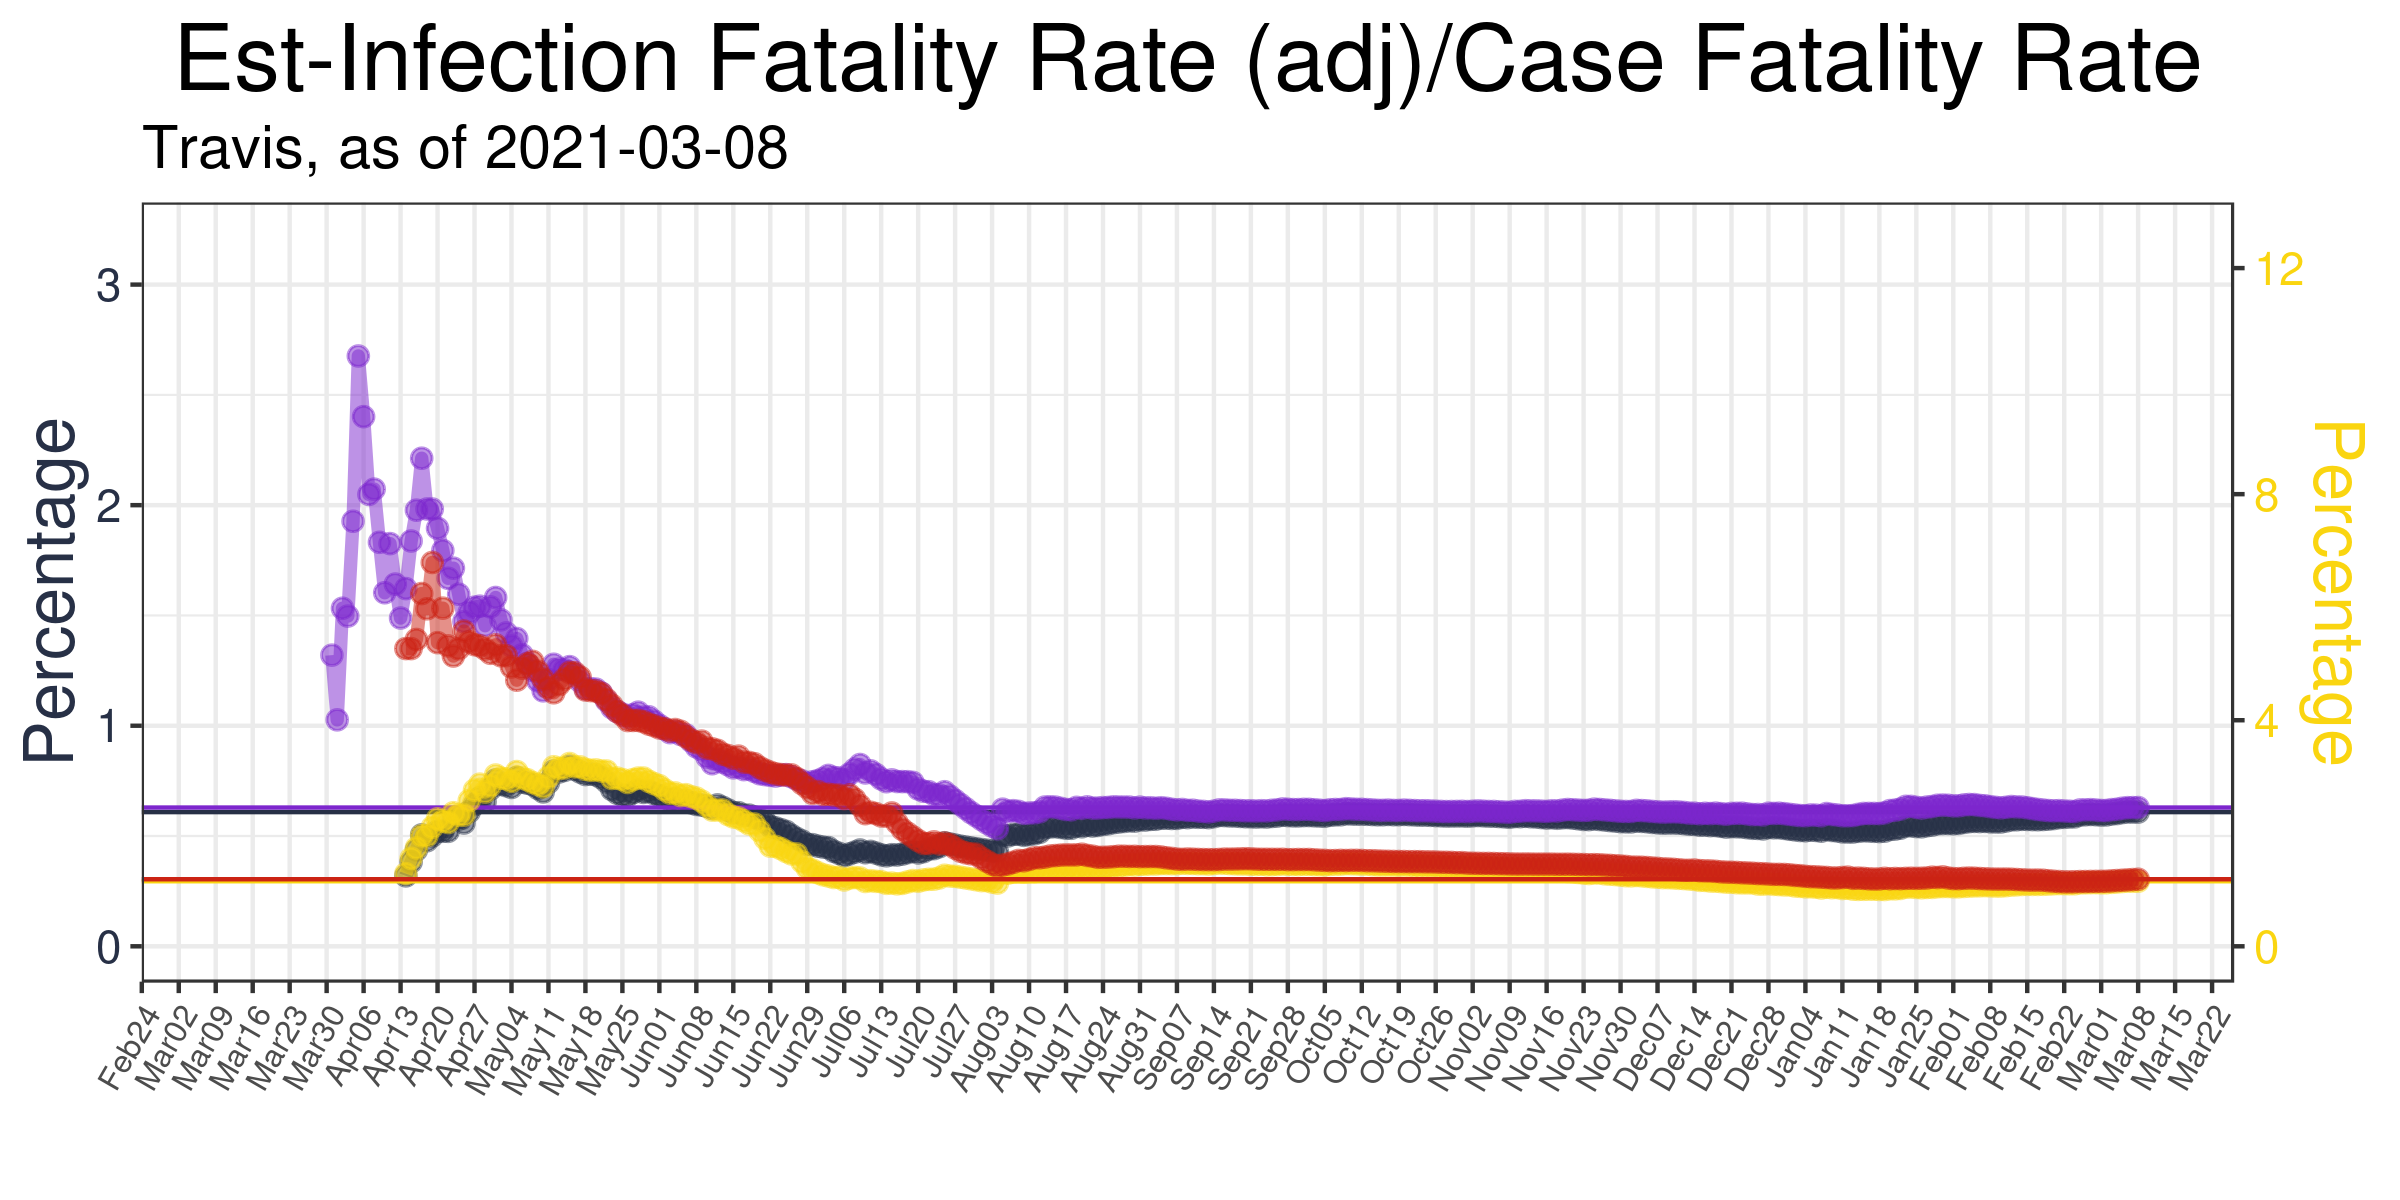 Est-Infection Fatality Rate (adj)/Case Fatality Rate
Travis, as of 2021-03-08
Percentage
3
2
1
0
12
8
4
0
Percentage
Feb24
Mar02
Mar09
Mar16
Mar23
Mar30
Apr06
Apr13
Apr20
Apr27
May04
May11
May18
May25
Jun01
Jun08
Jun15
Jun22
Jun29
Jul06
Jul13
Jul20
Jul27
Aug03
Aug10
Aug17
Aug24
Aug31
Sep07
Sep14
Sep21
Sep28
Oct05
Oct12
Oct19
Oct26
Nov02
Nov09
Nov16
Nov23
Nov30
Dec07
Dec14
Dec21
Dec28
Jan04
Jan11
Jan18
Jan25
Feb01
Feb08
Feb15
Feb22
Mar01
Mar08
Mar15
Mar22